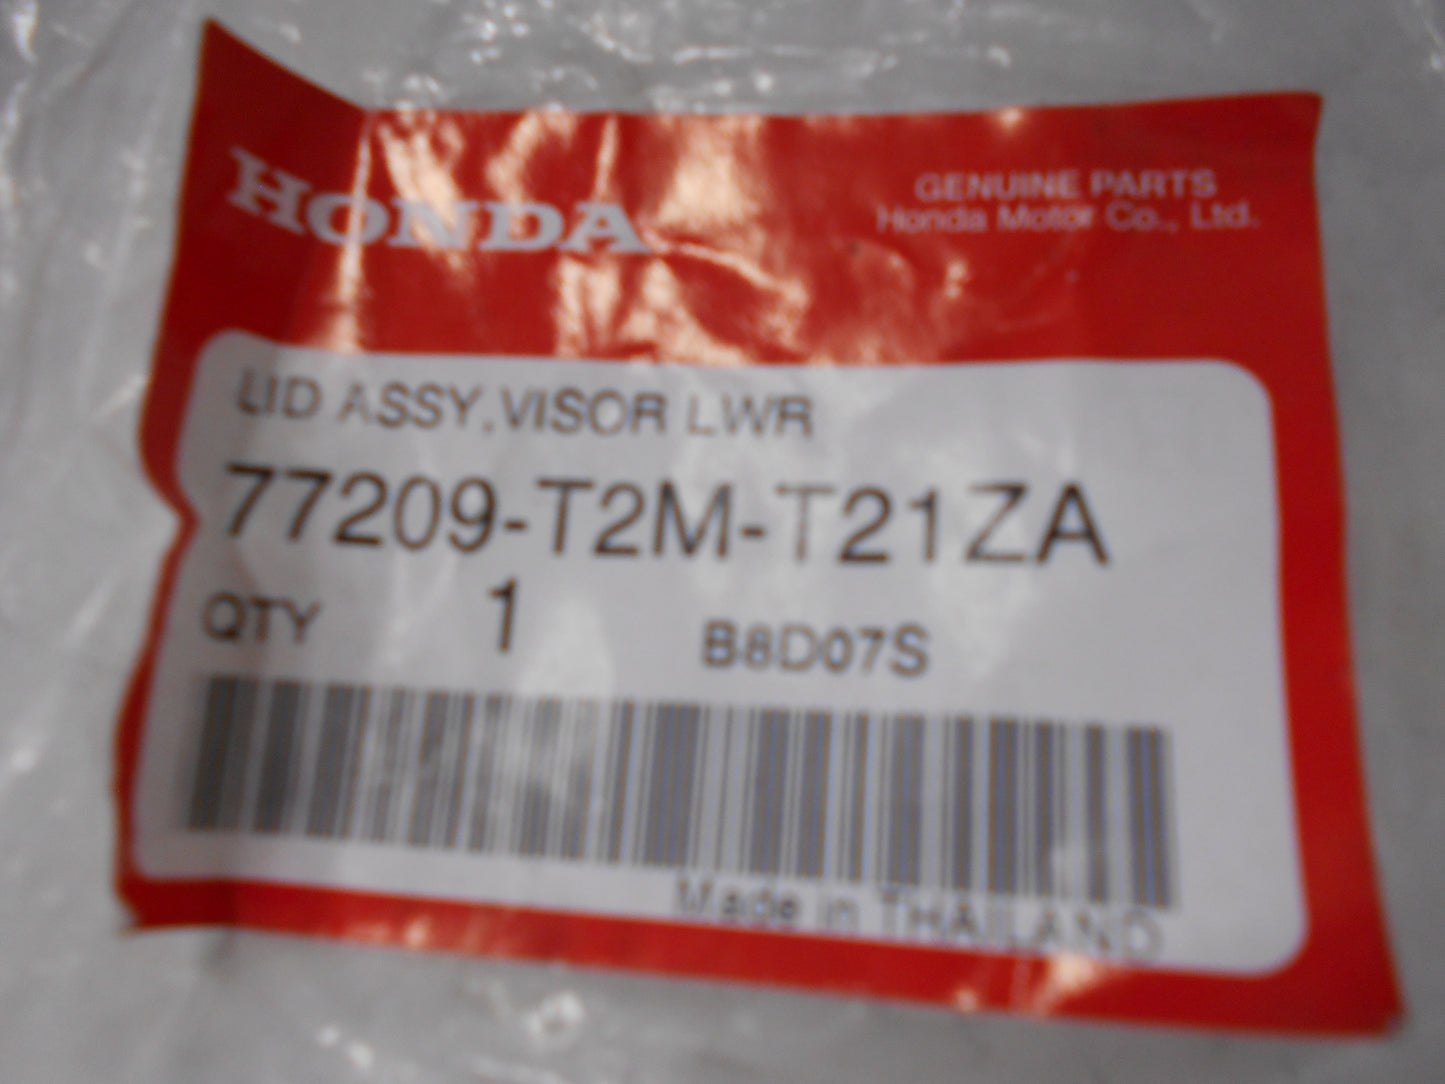 HONDA
GENUINE PARTS
Honda Motor Co., Ltd.
LID ASSY,VISOR LWR
77209-T2M-T21ZA
QTY 1 B8D07S
Made in THAILAND